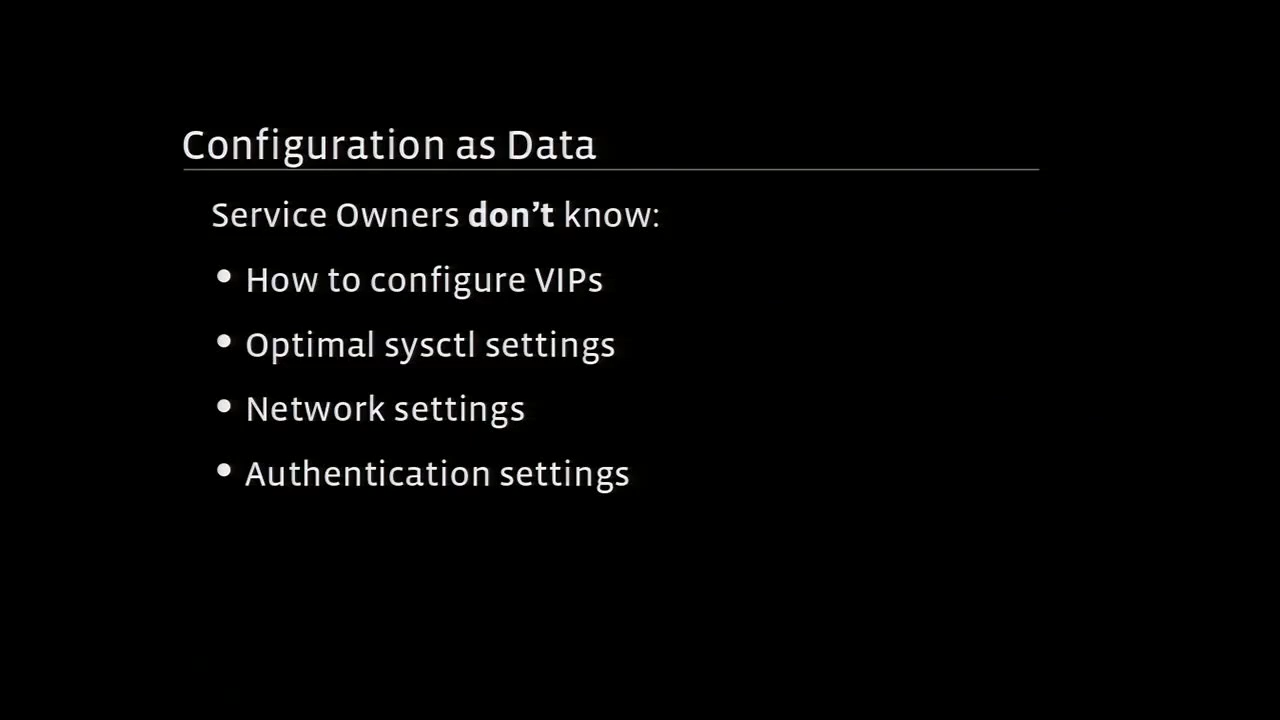 Configuration as Data
Service Owners don’t know:
• How to configure VIPs
• Optimal sysctl settings
• Network settings
• Authentication settings